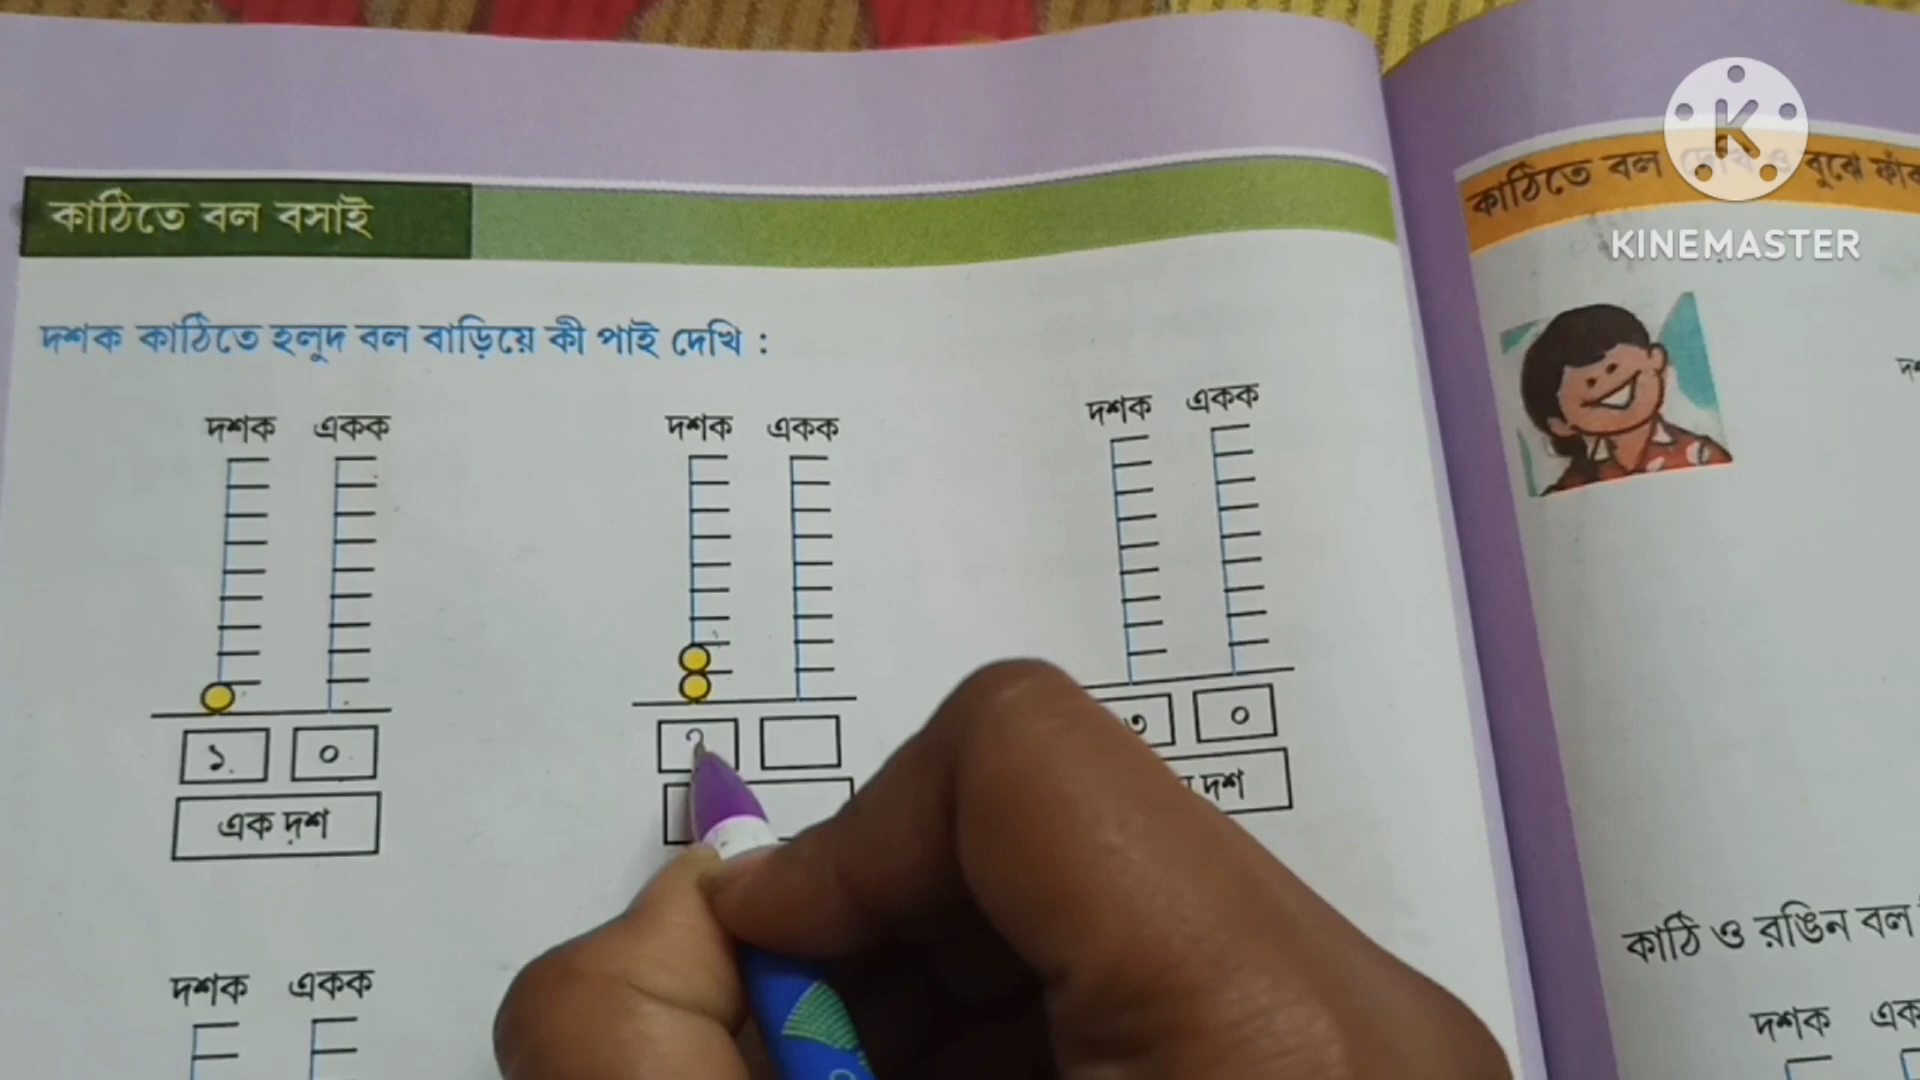 কাঠিতে বল বসাই
দশক কাঠিতে হলুদ বল বাড়িয়ে কী পাই দেখি :
দশক একক
১ ০
এক দশ
দশক একক
২
দশক একক
৩ ০
দশ
দশক একক
কাঠিতে বল ও বুঝে
KINEMASTER
কাঠি ও রঙিন বল
দশক